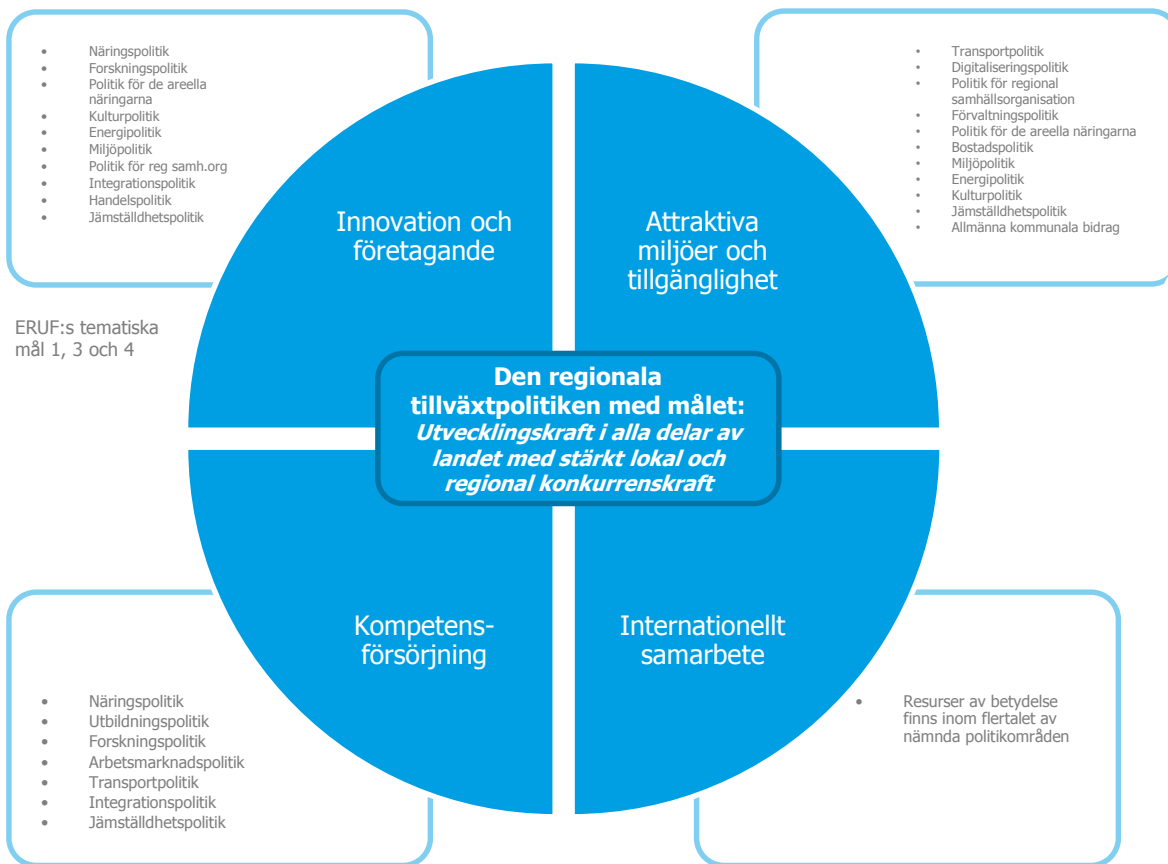 Näringspolitik
Forskningspolitik
Politik för de areella
näringarna
Kulturpolitik
Energipolitik
Miljöpolitik
Politik för reg samh.org
Integrationspolitik
Handelspolitik
Jämställdhetspolitik
Transportpolitik
Digitaliseringspolitik
Politik för regional
samhällsorganisation
Förvaltningspolitik
Politik för de areella näringarna
Bostadspolitik
Miljöpolitik
Energipolitik
Kulturpolitik
Jämställdhetspolitik
Allmänna kommunala bidrag
Innovation och
företagande
Attraktiva
miljöer och
tillgänglighet
ERUF:s tematiska
mål 1, 3 och 4
Den regionala
tillväxtpolitiken med målet:
Utvecklingskraft i alla delar av
landet med stärkt lokal och
regional konkurrenskraft
Kompetens-
försörjning
Internationellt
samarbete
Näringspolitik
Utbildningspolitik
Forskningspolitik
Arbetsmarknadspolitik
Transportpolitik
Integrationspolitik
Jämställdhetspolitik
Resurser av betydelse
finns inom flertalet av
nämnda politikområden